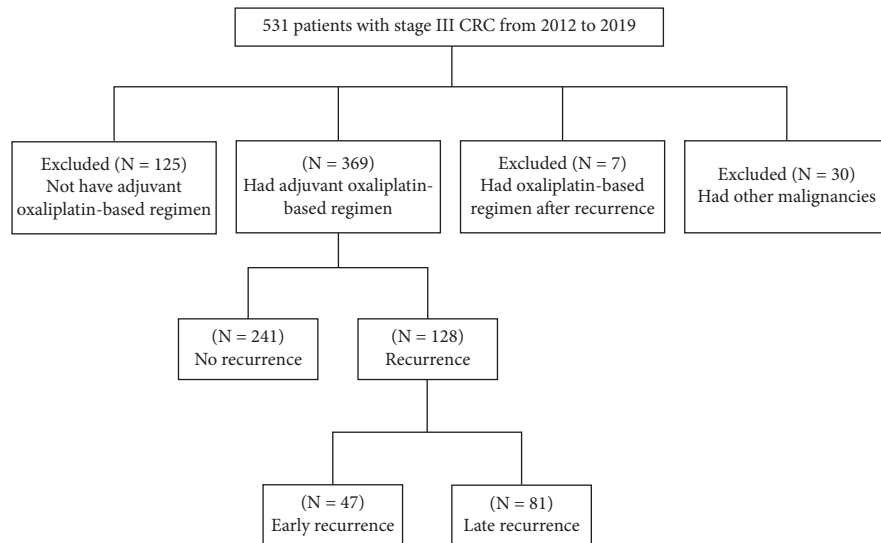 531 patients with stage III CRC from 2012 to 2019
Excluded (N = 125)
Not have adjuvant
oxaliplatin-based regimen
(N = 369)
Had adjuvant oxaliplatin-
based regimen
Excluded (N = 7)
Had oxaliplatin-based
regimen after recurrence
Excluded (N = 30)
Had other malignancies
(N = 241)
No recurrence
(N = 128)
Recurrence
(N = 47)
Early recurrence
(N = 81)
Late recurrence